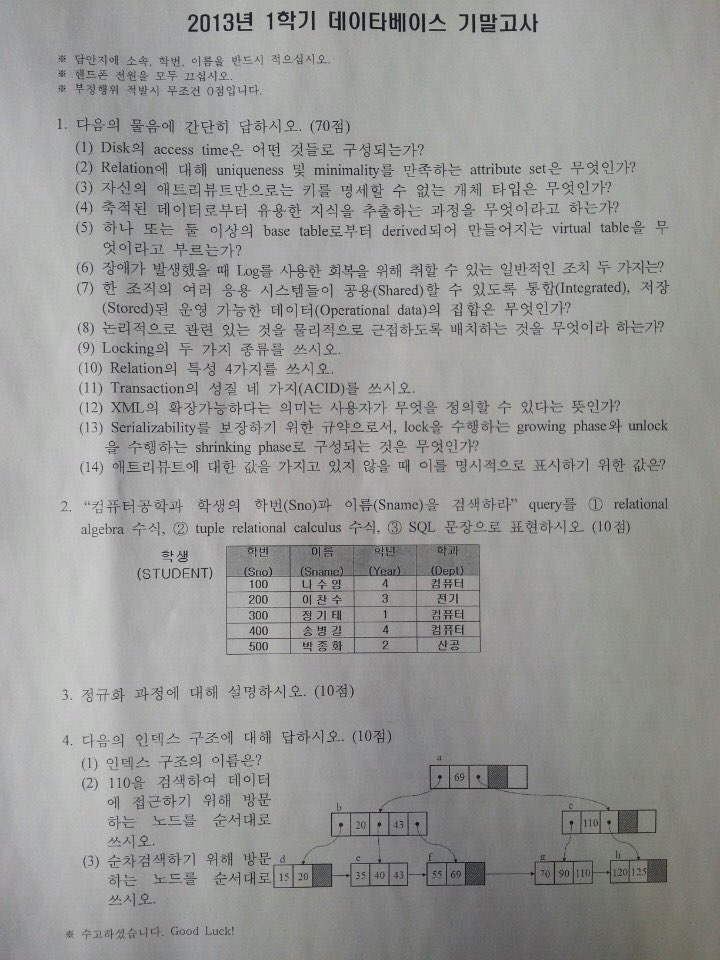 2013년 1학기 데이타베이스 기말고사
※ 답안지에 소속, 학번, 이름을 반드시 적으십시오.
※ 핸드폰 전원을 모두 끄십시오.
※ 부정행위 적발시 무조건 0점입니다.
1. 다음의 물음에 간단히 답하시오. (70점)
(1) Disk의 access time은 어떤 것들로 구성되는가?
(2) Relation에 대해 uniqueness 및 minimality를 만족하는 attribute set은 무엇인가?
(3) 자신의 애트리뷰트만으로는 키를 명세할 수 없는 개체 타입은 무엇인가?
(4) 축적된 데이터로부터 유용한 지식을 추출하는 과정을 무엇이라고 하는가?
(5) 하나 또는 둘 이상의 base table로부터 derived되어 만들어지는 virtual table을 무
엇이라고 부르는가?
(6) 장애가 발생했을 때 Log를 사용한 회복을 위해 취할 수 있는 일반적인 조치 두 가지는?
(7) 한 조직의 여러 응용 시스템들이 공용(Shared)할 수 있도록 통합(Integrated), 저장
(Stored)된 운영 가능한 데이터(Operational data)의 집합은 무엇인가?
(8) 논리적으로 관련 있는 것을 물리적으로 근접하도록 배치하는 것을 무엇이라 하는가?
(9) Locking의 두 가지 종류를 쓰시오.
(10) Relation의 특성 4가지를 쓰시오.
(11) Transaction의 성질 네 가지(ACID)를 쓰시오.
(12) XML의 확장가능하다는 의미는 사용자가 무엇을 정의할 수 있다는 뜻인가?
(13) Serializability를 보장하기 위한 규약으로서, lock을 수행하는 growing phase와 unlock
을 수행하는 shrinking phase로 구성되는 것은 무엇인가?
(14) 애트리뷰트에 대한 값을 가지고 있지 않을 때 이를 명시적으로 표시하기 위한 값은?
2. “컴퓨터공학과 학생의 학번(Sno)과 이름(Sname)을 검색하라” query를 ① relational
algebra 수식, ② tuple relational calculus 수식, ③ SQL 문장으로 표현하시오. (10점)
학생
(STUDENT)
학번 이름 학년 학과
(Sno) (Sname) (Year) (Dept)
100 나 수 영 4 컴퓨터
200 이 찬 수 3 전기
300 정 기 태 1 컴퓨터
400 송 병 길 4 컴퓨터
500 박 종 화 2 산공
3. 정규화 과정에 대해 설명하시오. (10점)
4. 다음의 인덱스 구조에 대해 답하시오. (10점)
(1) 인덱스 구조의 이름은?
(2) 110을 검색하여 데이터
에 접근하기 위해 방문
하는 노드를 순서대로
쓰시오.
(3) 순차검색하기 위해 방문
하는 노드를 순서대로
쓰시오.
a
69
b c
20 43 110
d e f g h
15 20 35 40 43 55 69 70 90 110 120 125
※ 수고하셨습니다. Good Luck!